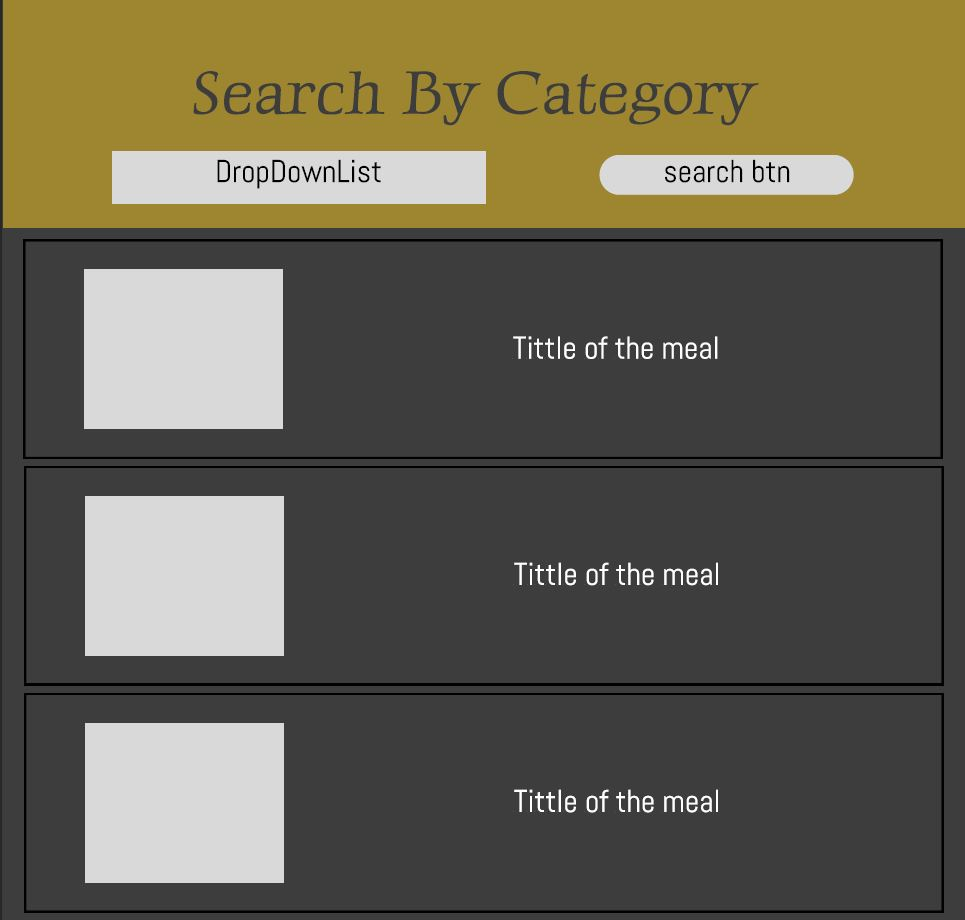 Search By Category
DropDownList
search btn
Tittle of the meal
Tittle of the meal
Tittle of the meal